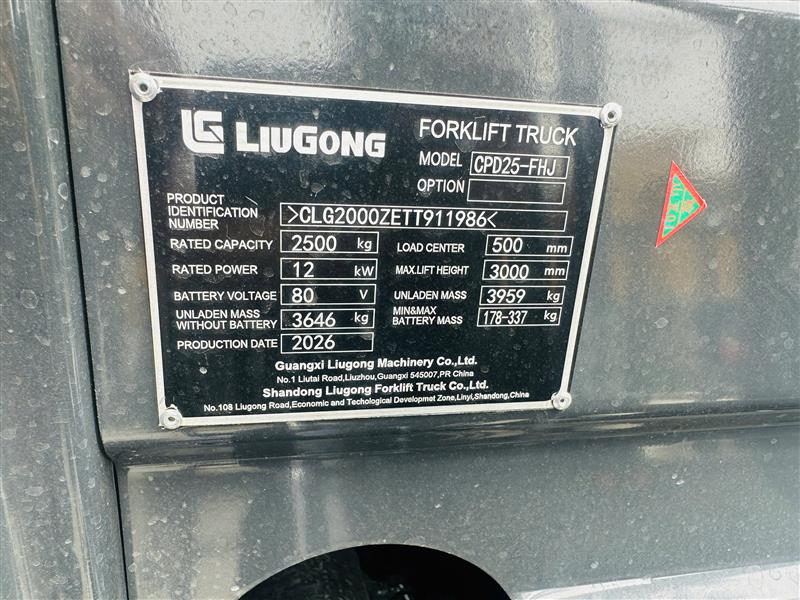 LG LIUGONG
FORKLIFT TRUCK
MODEL CPD25-FHJ
OPTION
PRODUCT IDENTIFICATION NUMBER >CLG2000ZETT911986<
RATED CAPACITY 2500 kg LOAD CENTER 500 mm
RATED POWER 12 kW MAX.LIFT HEIGHT 3000 mm
BATTERY VOLTAGE 80 V UNLADEN MASS 3959 kg
UNLADEN MASS WITHOUT BATTERY 3646 kg MIN&MAX BATTERY MASS 178-337 kg
PRODUCTION DATE 2026
Guangxi Liugong Machinery Co.,Ltd.
No.1 Liutai Road,Liuzhou,Guangxi 545007,PR China
Shandong Liugong Forklift Truck Co.,Ltd.
No.108 Liugong Road,Economic and Techological Developmet Zone,Linyi,Shandong,China